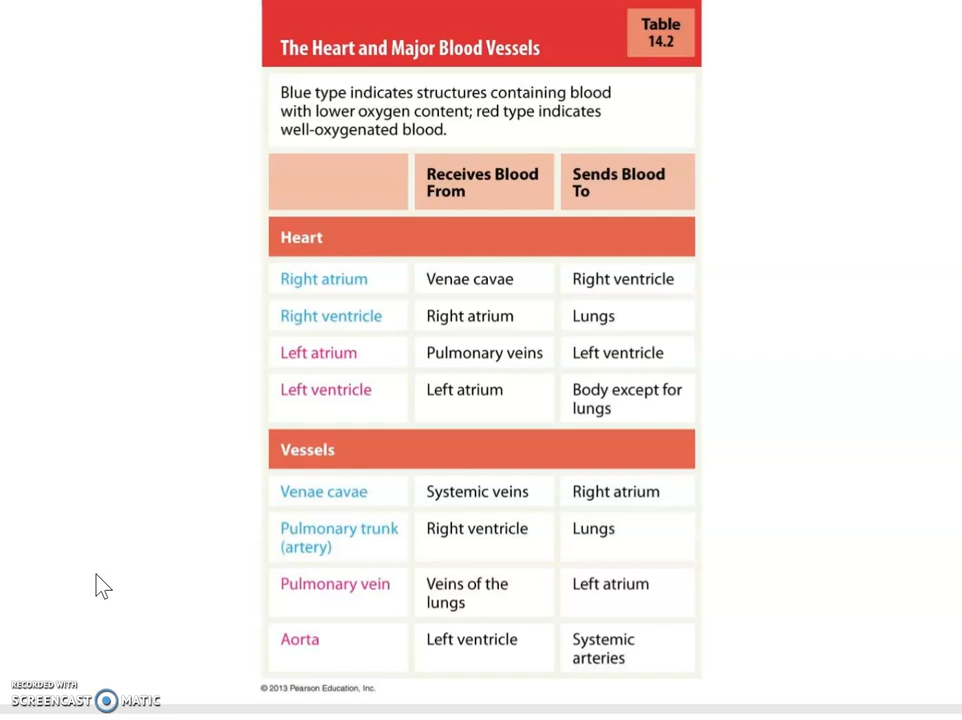 The Heart and Major Blood Vessels
Table
14.2
Blue type indicates structures containing blood
with lower oxygen content; red type indicates
well-oxygenated blood.
Receives Blood From
Sends Blood To
Heart
Right atrium Venae cavae Right ventricle
Right ventricle Right atrium Lungs
Left atrium Pulmonary veins Left ventricle
Left ventricle Left atrium Body except for
lungs
Vessels
Venae cavae Systemic veins Right atrium
Pulmonary trunk Right ventricle Lungs
(artery)
Pulmonary vein Veins of the Left atrium
lungs
Aorta Left ventricle Systemic
arteries
© 2013 Pearson Education, Inc.
RECORDED WITH
SCREENCAST MATIC